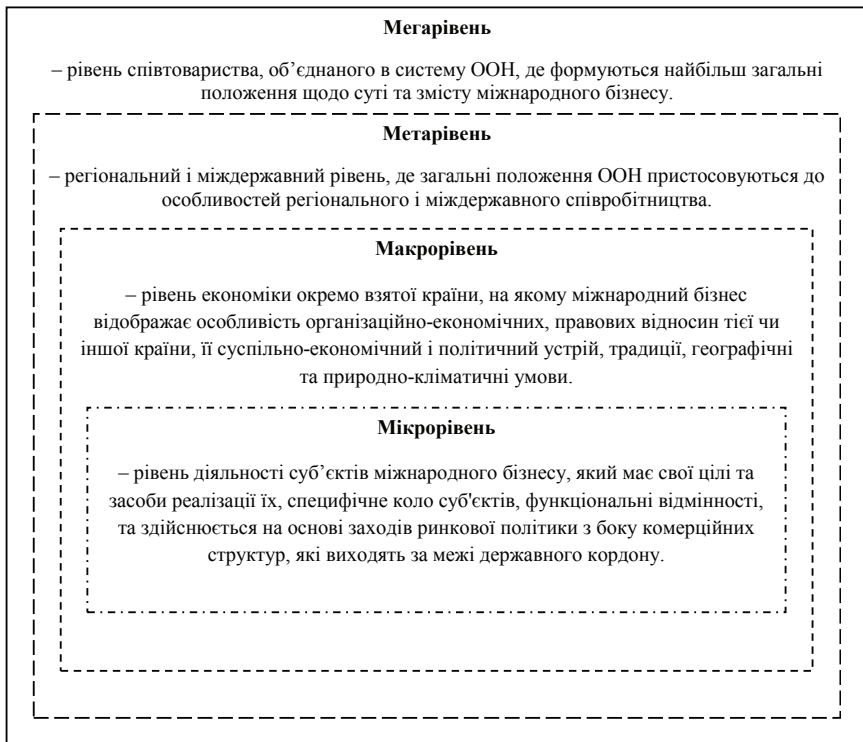 Мегарівень
– рівень співтовариства, об’єднаного в систему ООН, де формуються найбільш загальні
положення щодо суті та змісту міжнародного бізнесу.
Метарівень
– регіональний і міждержавний рівень, де загальні положення ООН пристосовуються до
особливостей регіонального і міждержавного співробітництва.
Макрорівень
– рівень економіки окремо взятої країни, на якому міжнародний бізнес
відображає особливість організаційно-економічних, правових відносин тієї чи
іншої країни, її суспільно-економічний і політичний устрій, традиції, географічні
та природно-кліматичні умови.
Мікрорівень
– рівень діяльності суб’єктів міжнародного бізнесу, який має свої цілі та
засоби реалізації їх, специфічне коло суб'єктів, функціональні відмінності,
та здійснюється на основі заходів ринкової політики з боку комерційних
структур, які виходять за межі державного кордону.